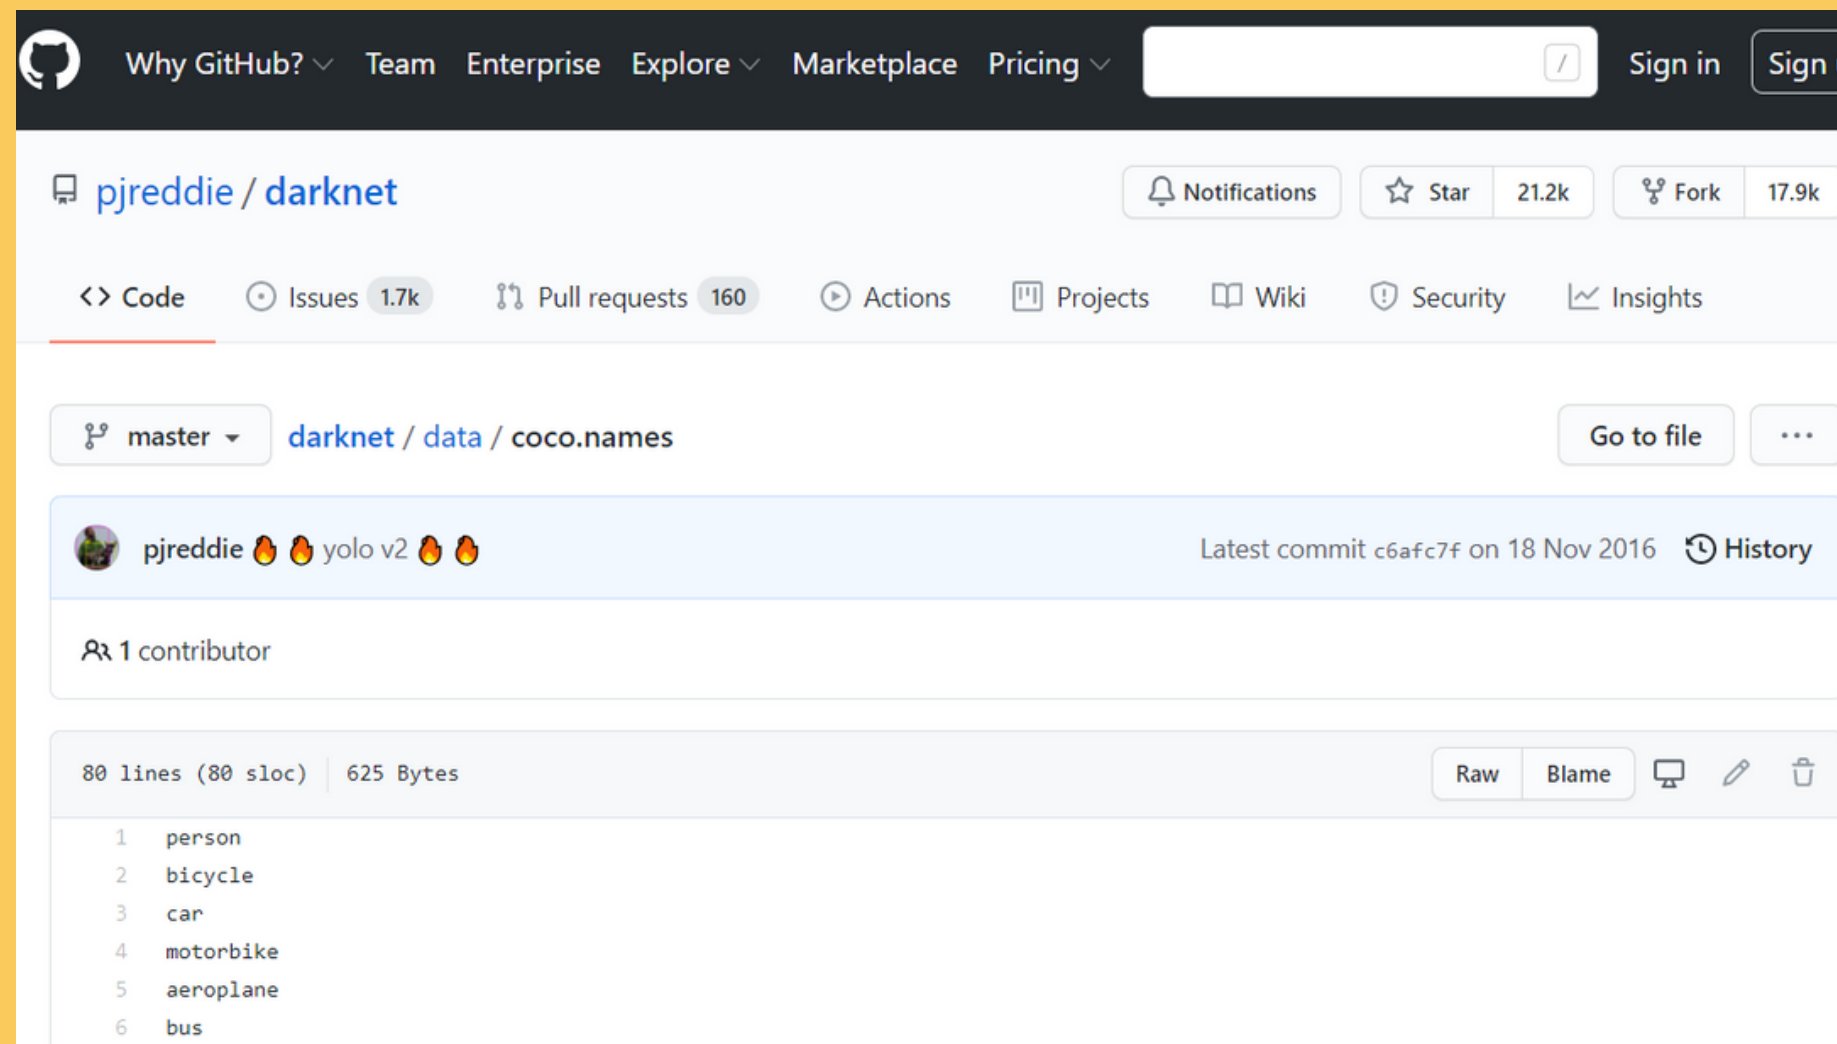 Why GitHub? Team Enterprise Explore Marketplace Pricing / Sign in Sign
pjreddie / darknet Notifications Star 21.2k Fork 17.9k
<> Code Issues 1.7k Pull requests 160 Actions Projects Wiki Security Insights
master darknet / data / coco.names Go to file ...
pjreddie 🔥 🔥 yolo v2 🔥 🔥 Latest commit c6afc7f on 18 Nov 2016 History
1 contributor
80 lines (80 sloc) 625 Bytes Raw Blame
1 person
2 bicycle
3 car
4 motorbike
5 aeroplane
6 bus